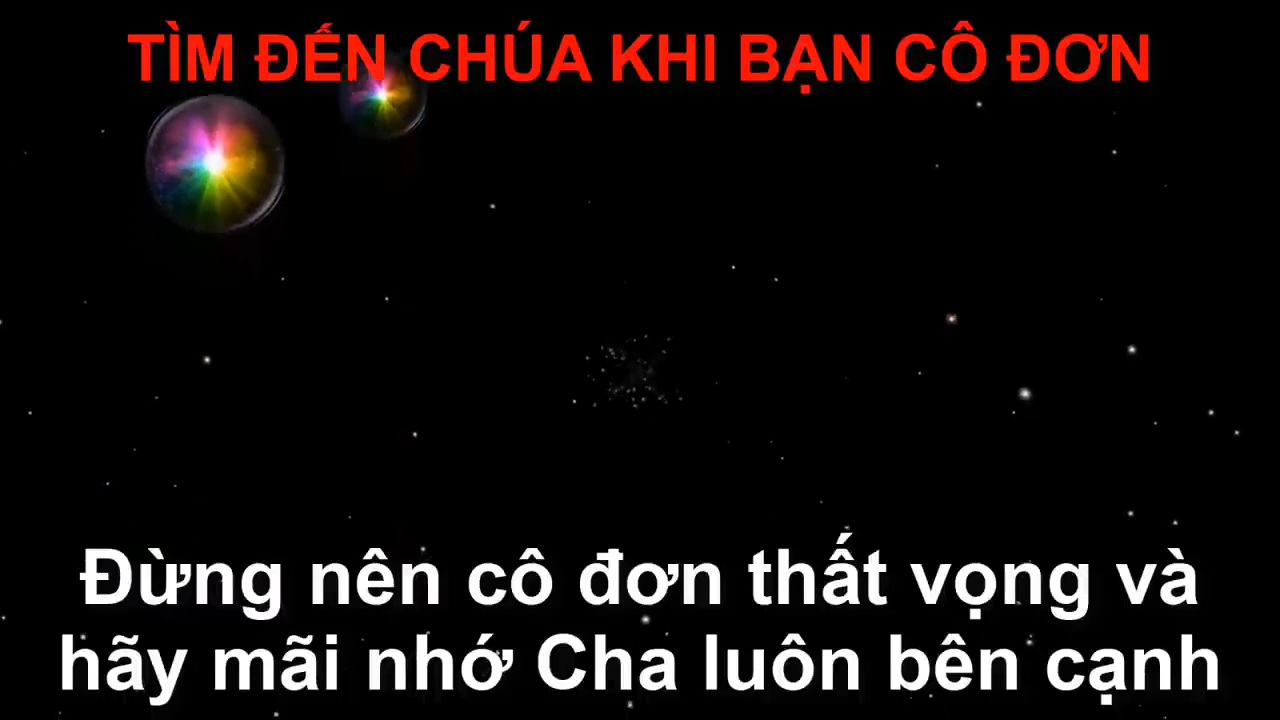 TÌM ĐẾN CHÚA KHI BẠN CÔ ĐƠN
Đừng nên cô đơn thất vọng và
hãy mãi nhớ Cha luôn bên cạnh